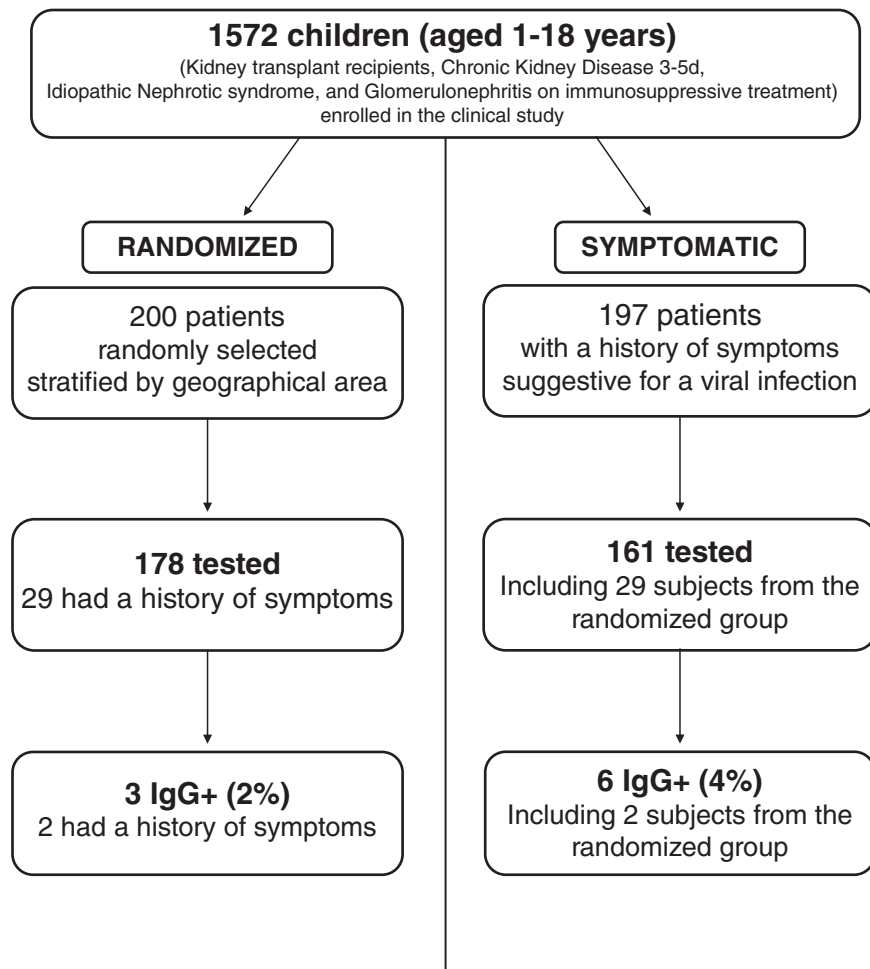 1572 children (aged 1-18 years)
(Kidney transplant recipients, Chronic Kidney Disease 3-5d,
Idiopathic Nephrotic syndrome, and Glomerulonephritis on immunosuppressive treatment)
enrolled in the clinical study
RANDOMIZED
200 patients
randomly selected
stratified by geographical area
178 tested
29 had a history of symptoms
3 IgG+ (2%)
2 had a history of symptoms
SYMPTOMATIC
197 patients
with a history of symptoms
suggestive for a viral infection
161 tested
Including 29 subjects from the
randomized group
6 IgG+ (4%)
Including 2 subjects from the
randomized group